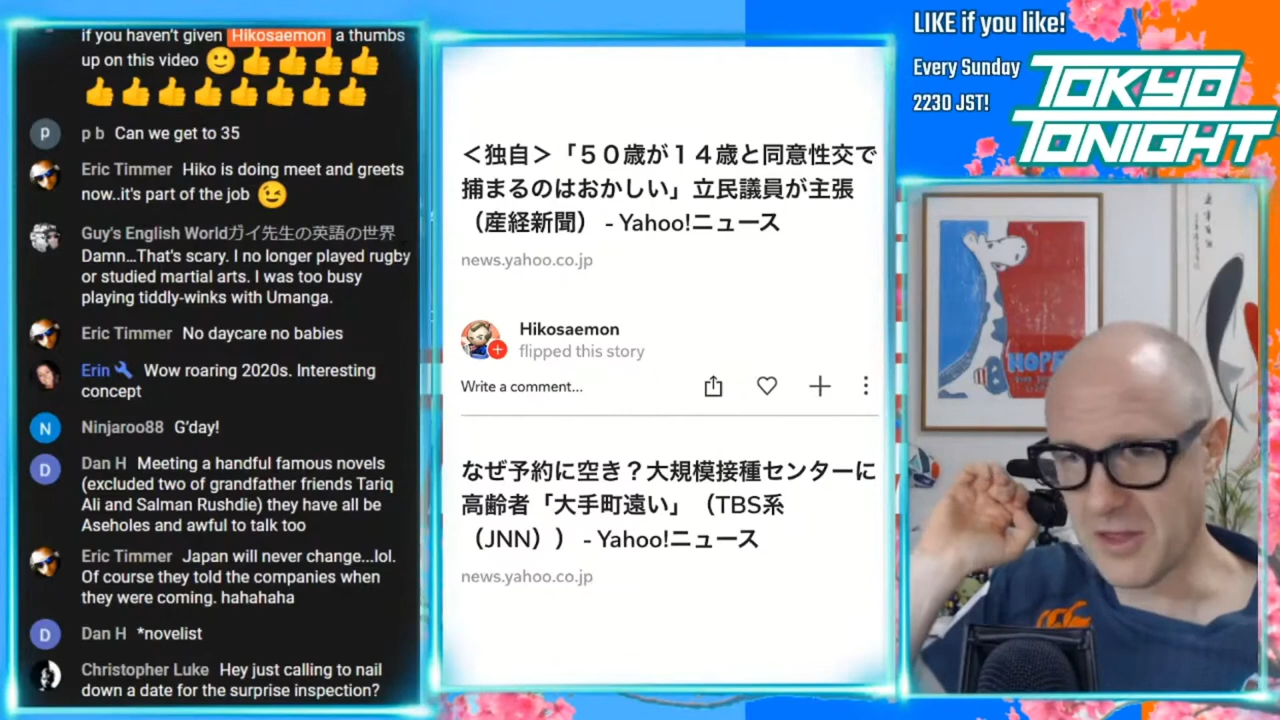 if you haven't given Hikosaemon a thumbs
up on this video
p b Can we get to 35
Eric Timmer Hiko is doing meet and greets
now..it's part of the job
Guy's English Worldガイ先生の英語の世界
Damn...That's scary. I no longer played rugby
or studied martial arts. I was too busy
playing tiddly-winks with Umanga.
Eric Timmer No daycare no babies
Erin Wow roaring 2020s. Interesting
concept
Ninjaroo88 G'day!
Dan H Meeting a handful famous novels
(excluded two of grandfather friends Tariq
Ali and Salman Rushdie) they have all be
Aseholes and awful to talk too
Eric Timmer Japan will never change...lol.
Of course they told the companies when
they were coming. hahahaha
Dan H *novelist
Christopher Luke Hey just calling to nail
down a date for the surprise inspection?
＜独自＞「５０歳が１４歳と同意性交で
捕まるのはおかしい」立民議員が主張
（産経新聞） - Yahoo!ニュース
news.yahoo.co.jp
Hikosaemon
flipped this story
Write a comment...
なぜ予約に空き？大規模接種センターに
高齢者「大手町遠い」（TBS系
（JNN）） - Yahoo!ニュース
news.yahoo.co.jp
LIKE if you like!
Every Sunday
2230 JST!
TOKYO
TONIGHT
HOPE